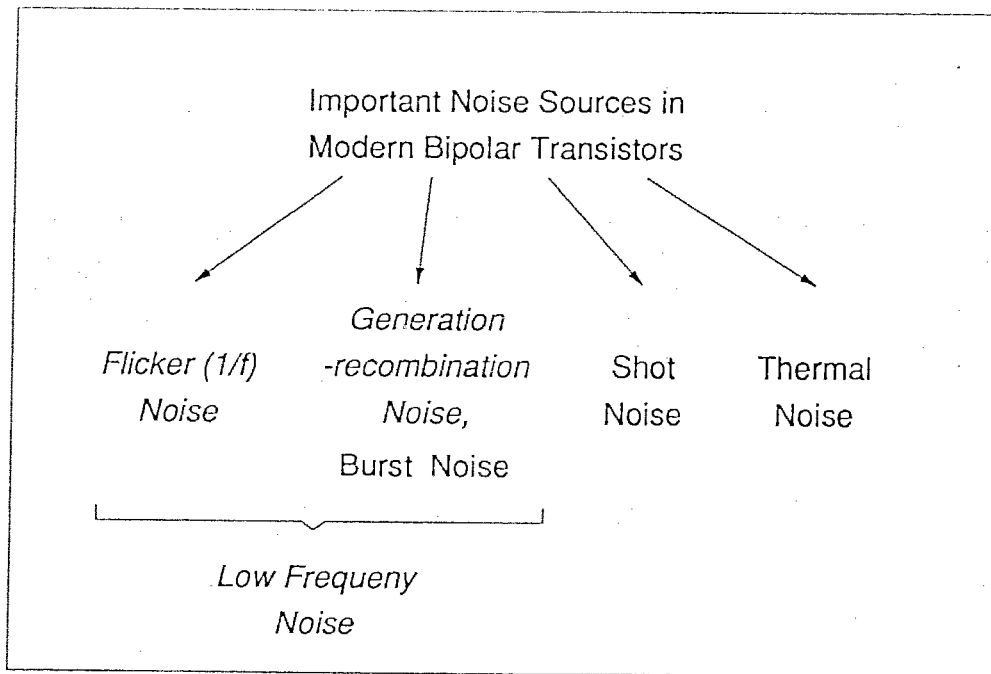 Important Noise Sources in
Modern Bipolar Transistors
Flicker (1/f)
Noise
Generation
-recombination
Noise,
Burst Noise
Shot
Noise
Thermal
Noise
Low Frequeny
Noise